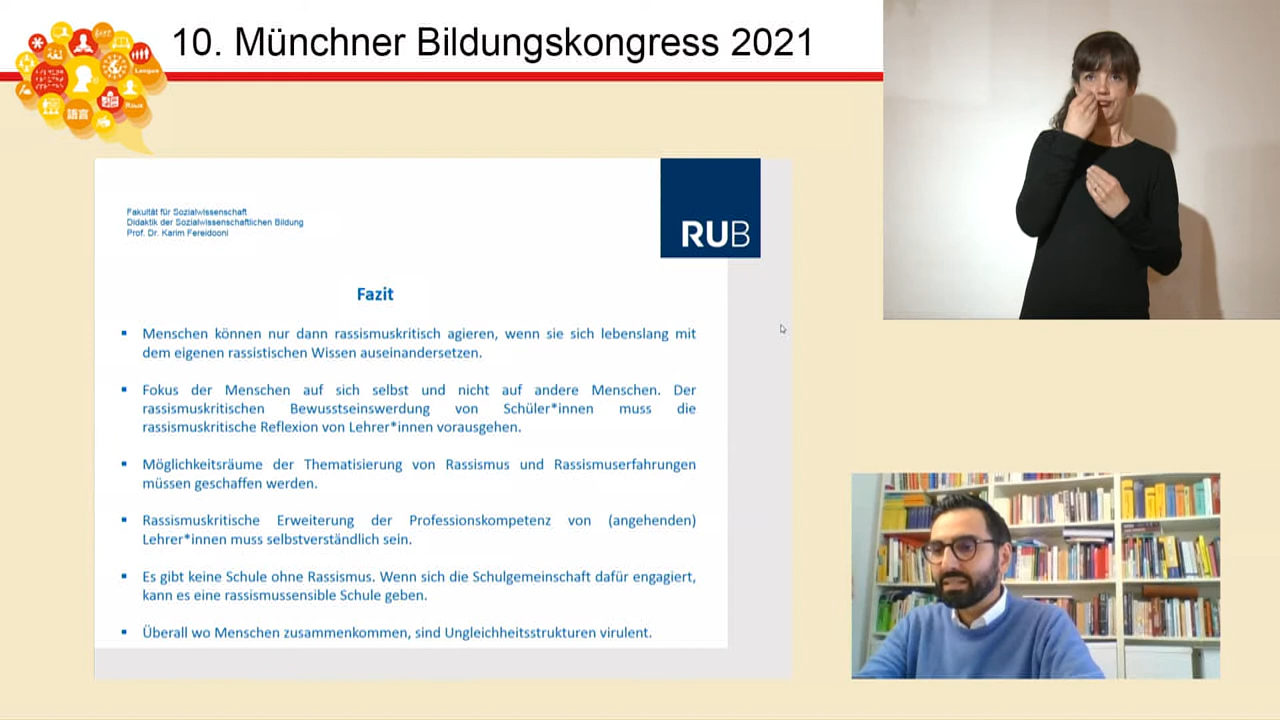 10. Münchner Bildungskongress 2021
語言
Fakultät für Sozialwissenschaft
Didaktik der Sozialwissenschaftlichen Bildung
Prof. Dr. Karim Fereidooni
RUB
Fazit
▪ Menschen können nur dann rassismuskritisch agieren, wenn sie sich lebenslang mit
dem eigenen rassistischen Wissen auseinandersetzen.
▪ Fokus der Menschen auf sich selbst und nicht auf andere Menschen. Der
rassismuskritischen Bewusstseinswerdung von Schüler*innen muss die
rassismuskritische Reflexion von Lehrer*innen vorausgehen.
▪ Möglichkeitsräume der Thematisierung von Rassismus und Rassismuserfahrungen
müssen geschaffen werden.
▪ Rassismuskritische Erweiterung der Professionskompetenz von (angehenden)
Lehrer*innen muss selbstverständlich sein.
▪ Es gibt keine Schule ohne Rassismus. Wenn sich die Schulgemeinschaft dafür engagiert,
kann es eine rassismussensible Schule geben.
▪ Überall wo Menschen zusammenkommen, sind Ungleichheitsstrukturen virulent.